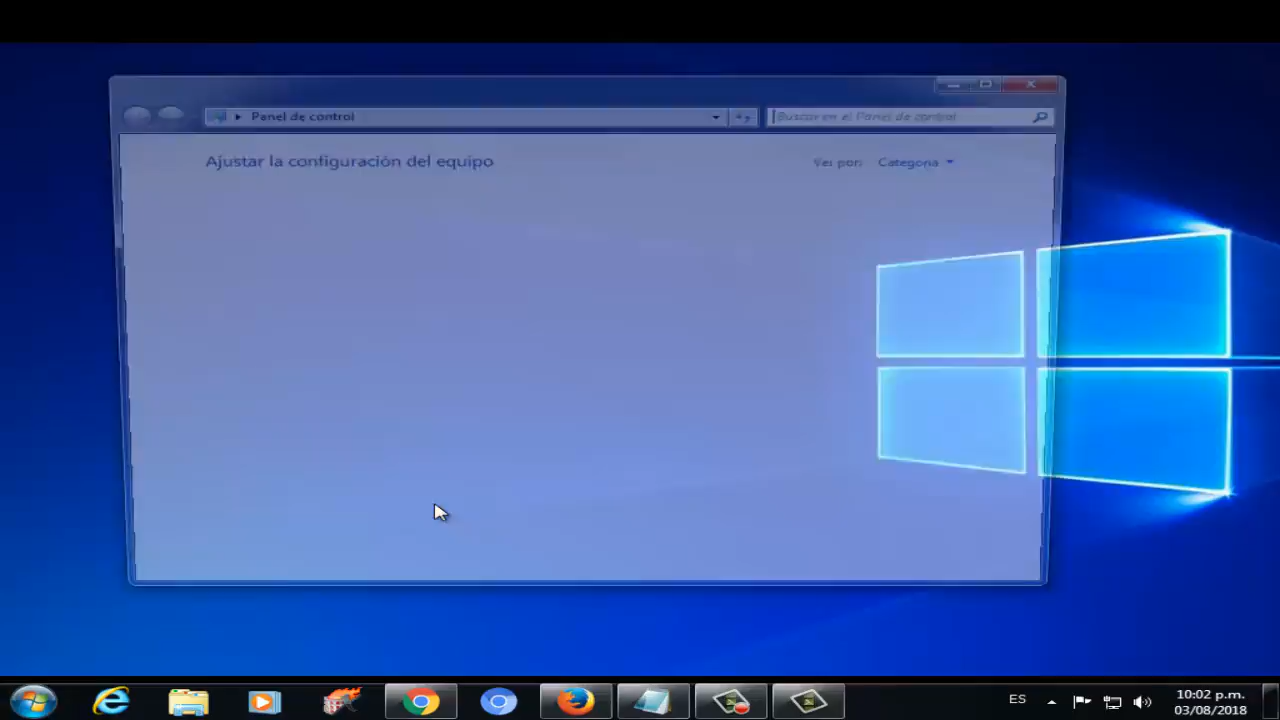 Panel de control
Buscar en el Panel de control
Ajustar la configuración del equipo
Ver por: Categoría
ES
10:02 p.m.
03/08/2018